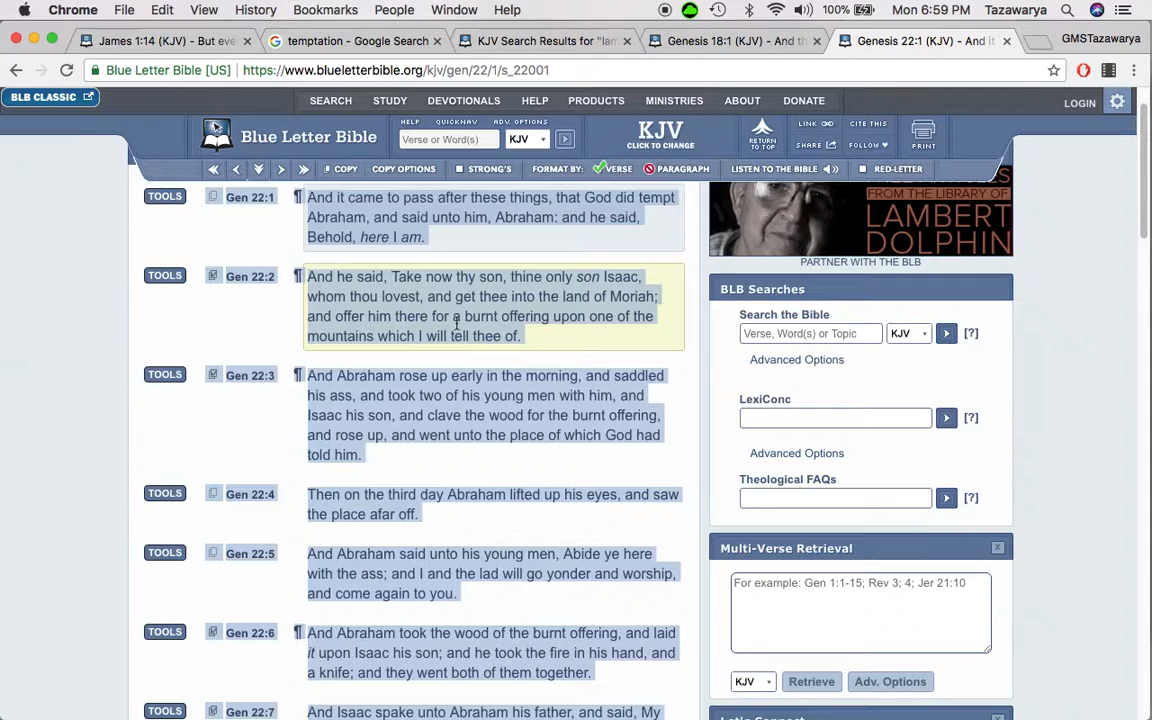 Chrome File Edit View History Bookmarks People Window Help 100% Mon 6:59 PM Tazawarya
James 1:14 (KJV) - But eve × temptation - Google Search × KJV Search Results for "lam × Genesis 18:1 (KJV) - And th × Genesis 22:1 (KJV) - And it × GMSTazawarya
Blue Letter Bible [US] https://www.blueletterbible.org/kjv/gen/22/1/s_22001
BLB CLASSIC SEARCH STUDY DEVOTIONALS HELP PRODUCTS MINISTRIES ABOUT DONATE LOGIN
HELP QUICKNAV ADV. OPTIONS
Blue Letter Bible Verse or Word(s) KJV
KJV
CLICK TO CHANGE
RETURN TO TOP
LINK CITE THIS
SHARE FOLLOW
PRINT
COPY COPY OPTIONS STRONG'S FORMAT BY: VERSE PARAGRAPH LISTEN TO THE BIBLE RED-LETTER
TOOLS Gen 22:1 ¶ And it came to pass after these things, that God did tempt
Abraham, and said unto him, Abraham: and he said,
Behold, here I am.
TOOLS Gen 22:2 ¶ And he said, Take now thy son, thine only son Isaac,
whom thou lovest, and get thee into the land of Moriah;
and offer him there for a burnt offering upon one of the
mountains which I will tell thee of.
TOOLS Gen 22:3 ¶ And Abraham rose up early in the morning, and saddled
his ass, and took two of his young men with him, and
Isaac his son, and clave the wood for the burnt offering,
and rose up, and went unto the place of which God had
told him.
TOOLS Gen 22:4 Then on the third day Abraham lifted up his eyes, and saw
the place afar off.
TOOLS Gen 22:5 And Abraham said unto his young men, Abide ye here
with the ass; and I and the lad will go yonder and worship,
and come again to you.
TOOLS Gen 22:6 ¶ And Abraham took the wood of the burnt offering, and laid
it upon Isaac his son; and he took the fire in his hand, and
a knife; and they went both of them together.
TOOLS Gen 22:7 And Isaac spake unto Abraham his father, and said, My
FROM THE LIBRARY OF
LAMBERT
DOLPHIN
PARTNER WITH THE BLB
BLB Searches
Search the Bible
Verse, Word(s) or Topic KJV [?]
Advanced Options
LexiConc
[?]
Advanced Options
Theological FAQs
[?]
Multi-Verse Retrieval x
For example: Gen 1:1-15; Rev 3; 4; Jer 21:10
KJV Retrieve Adv. Options
Let's Connect